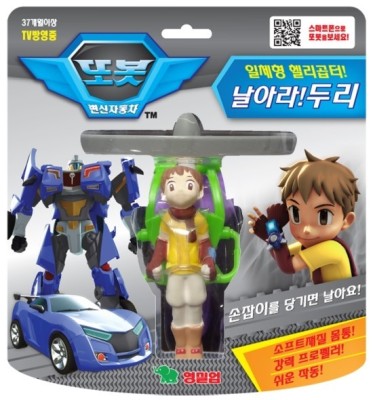 37개월이상
TV방영중
스마트폰으로
또봇을보세요!
또봇
변신자동차
TM
일체형 헬리콥터!
날아라!두리
손잡이를 당기면 날아요!
소프트재질 몸통!
강력 프로펠러!
쉬운 작동!
영실업